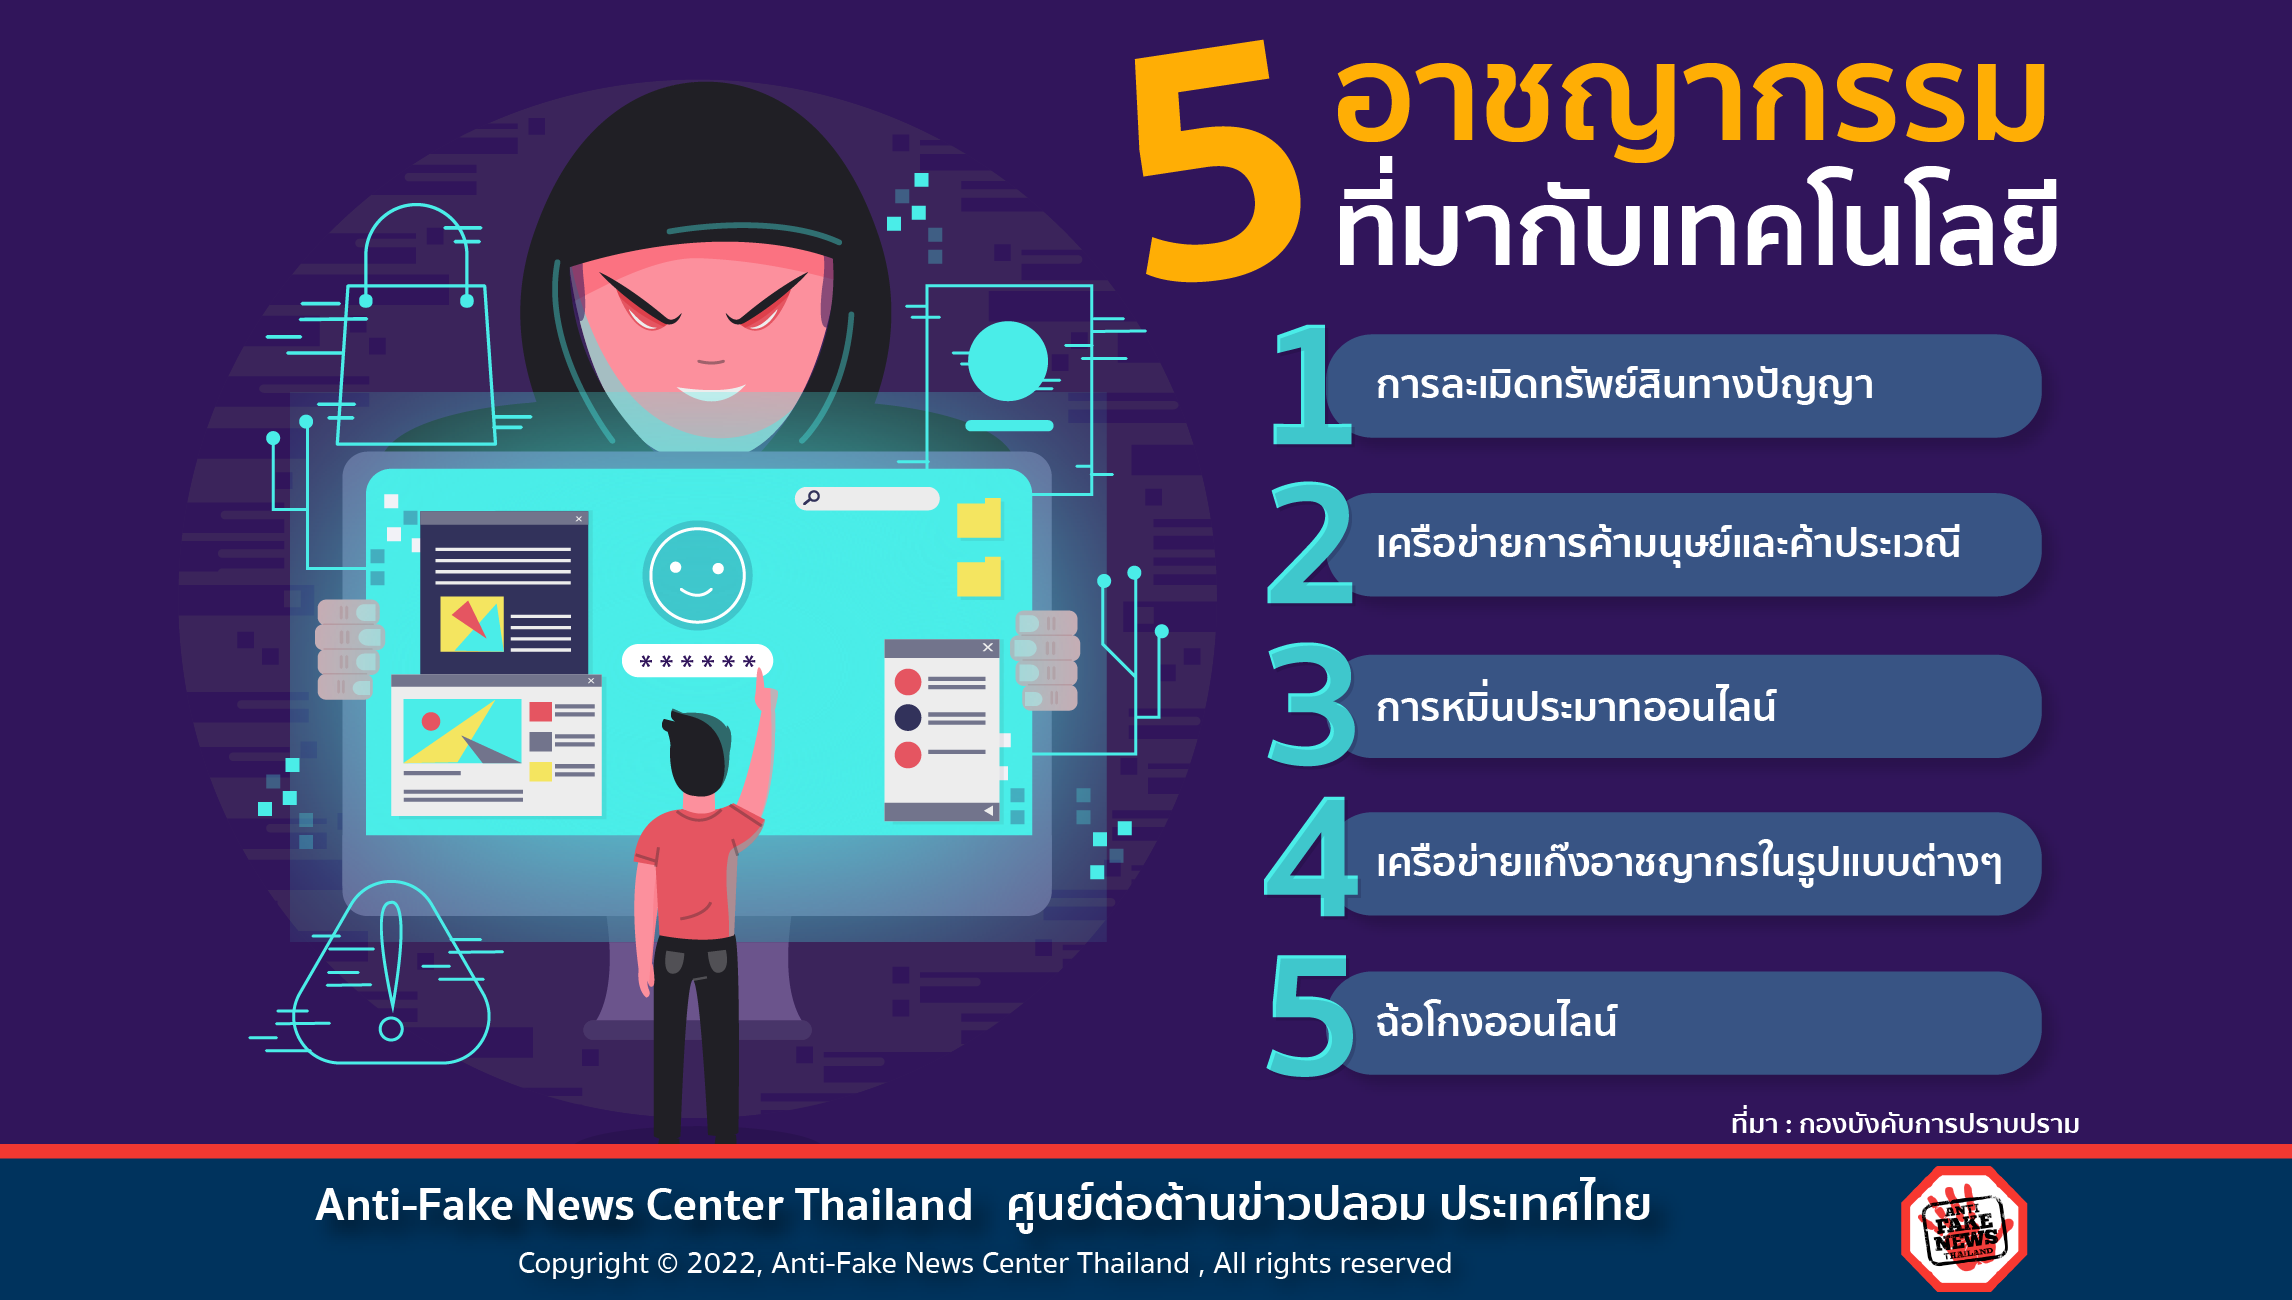 5 อาชญากรรม
ที่มากับเทคโนโลยี
1 การละเมิดทรัพย์สินทางปัญญา
2 เครือข่ายการค้ามนุษย์และค้าประเวณี
3 การหมิ่นประมาทออนไลน์
4 เครือข่ายแก๊งอาชญากรในรูปแบบต่างๆ
5 ฉ้อโกงออนไลน์
******
ที่มา : กองบังคับการปราบปราม
Anti-Fake News Center Thailand ศูนย์ต่อต้านข่าวปลอม ประเทศไทย
Copyright © 2022, Anti-Fake News Center Thailand , All rights reserved
ANTI
FAKE
NEWS
THAILAND